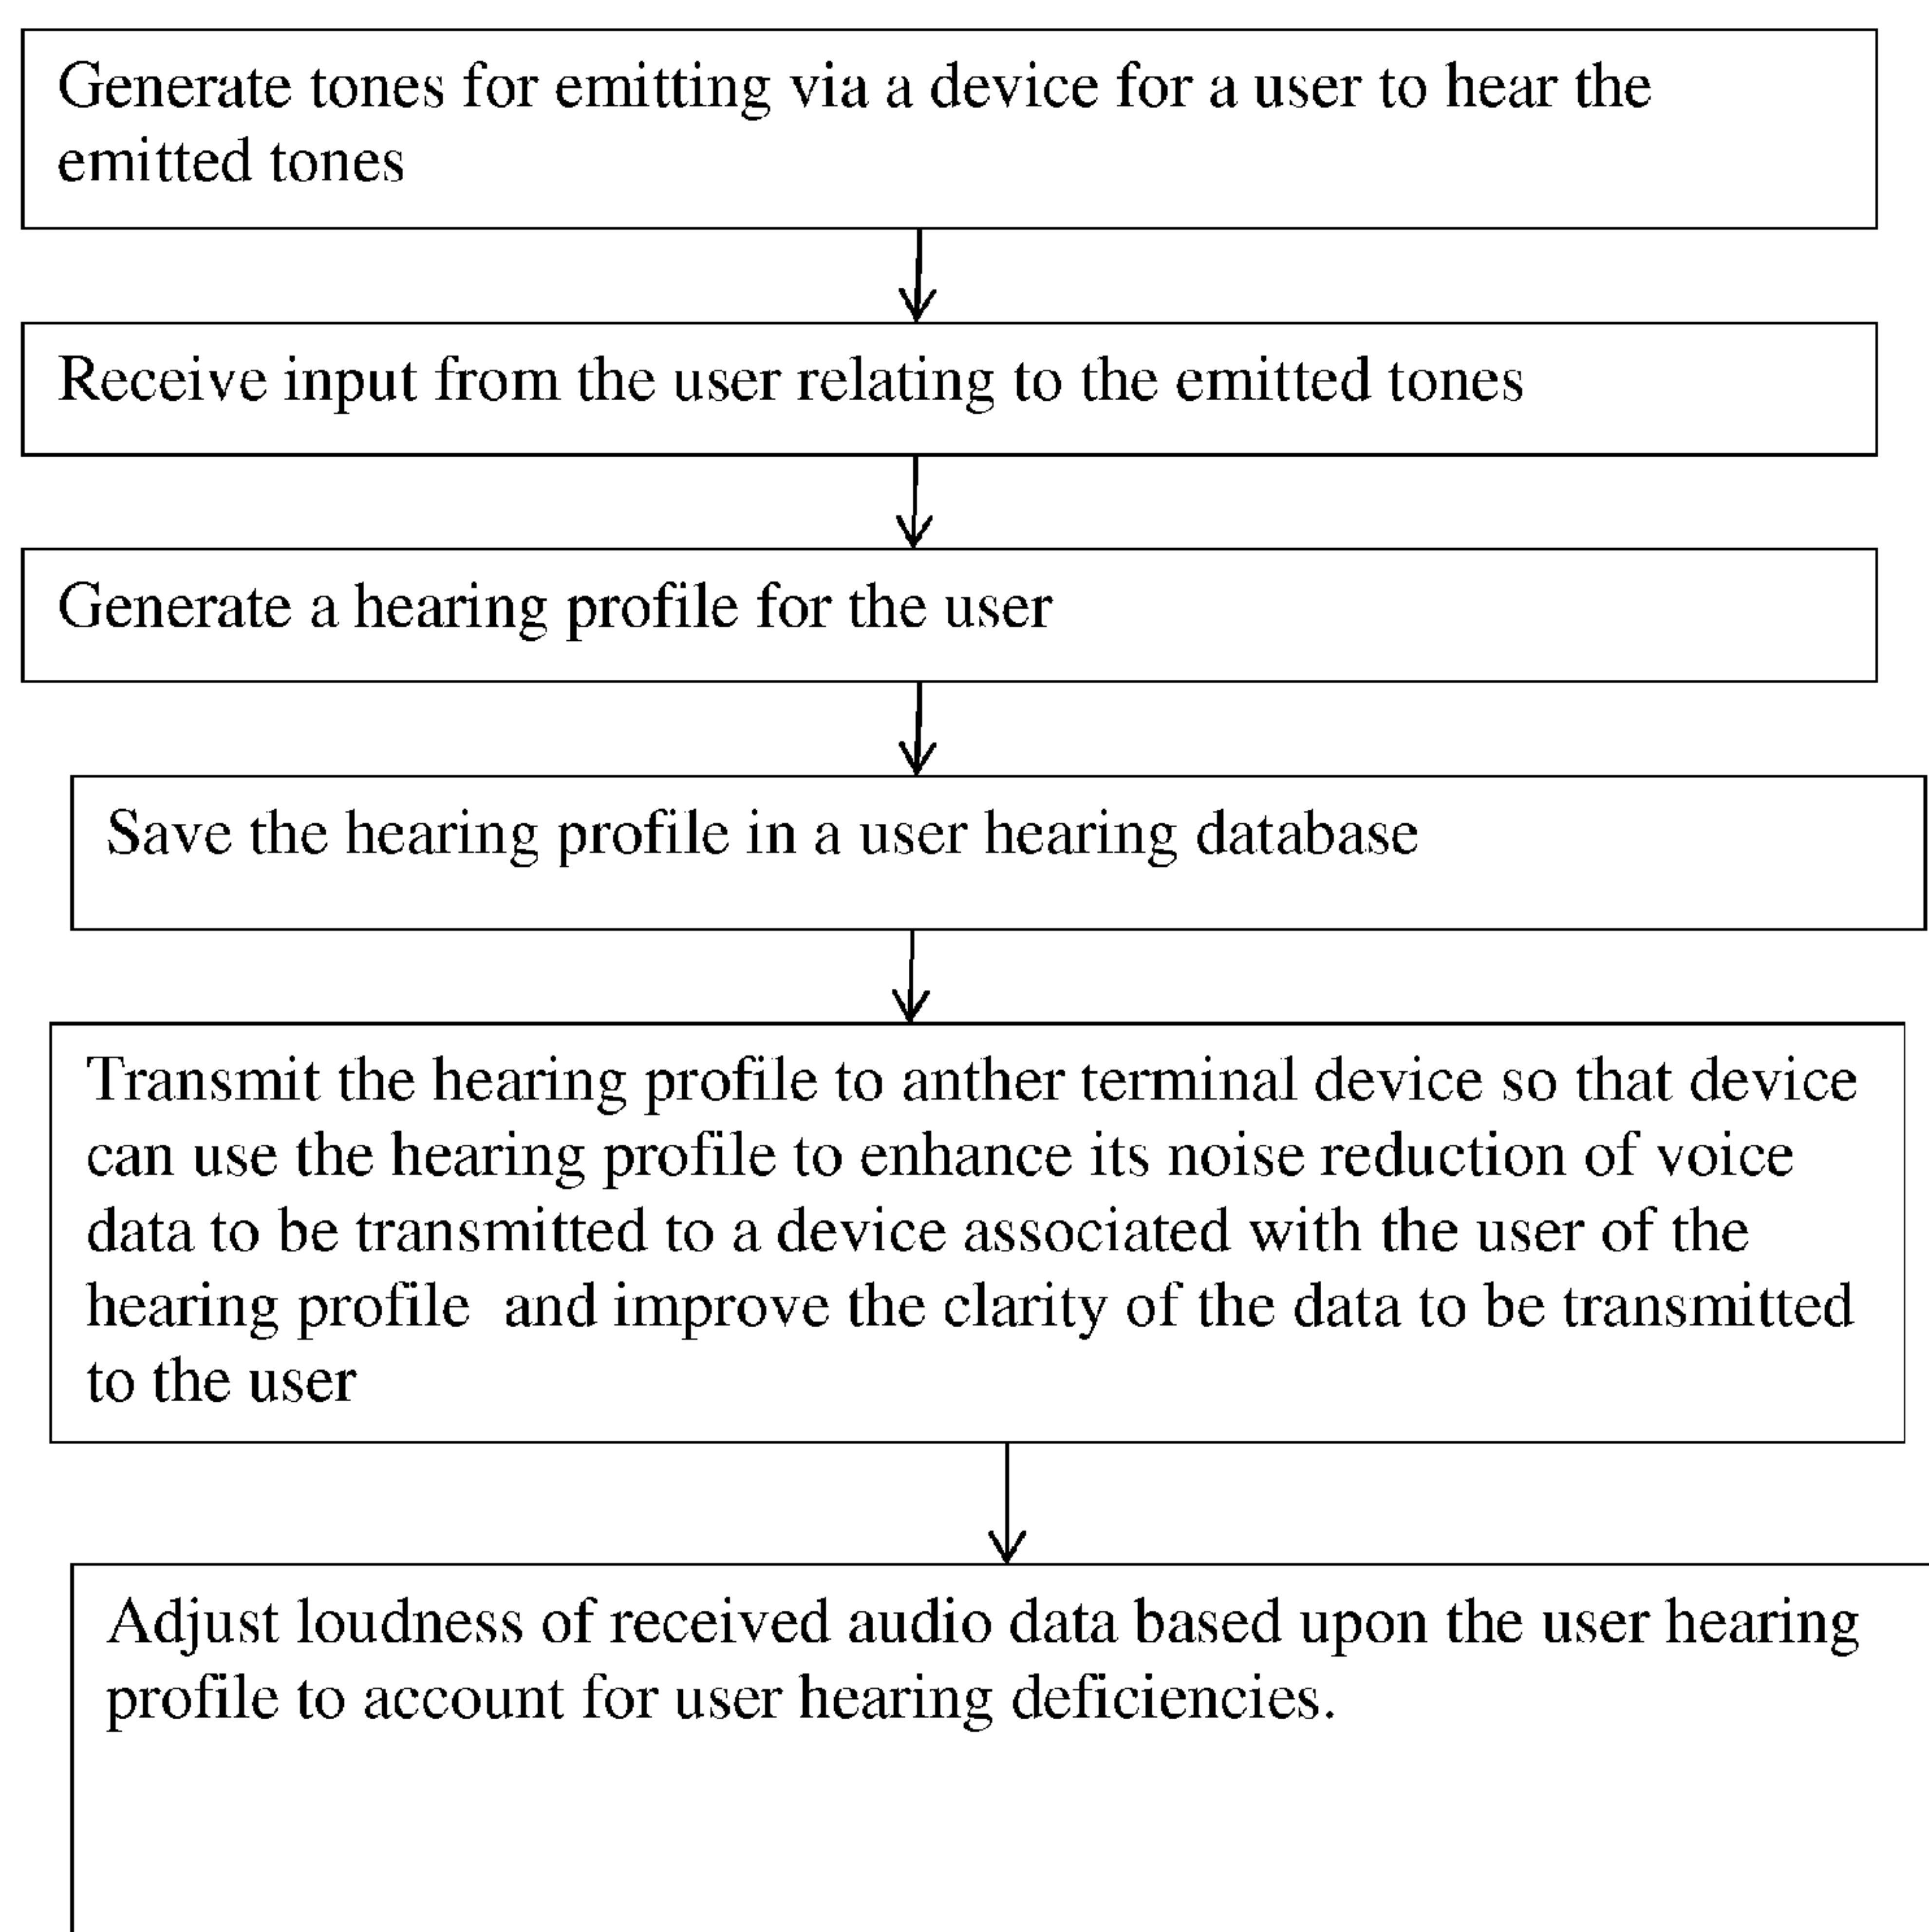 Generate tones for emitting via a device for a user to hear the
emitted tones
Receive input from the user relating to the emitted tones
Generate a hearing profile for the user
Save the hearing profile in a user hearing database
Transmit the hearing profile to anther terminal device so that device
can use the hearing profile to enhance its noise reduction of voice
data to be transmitted to a device associated with the user of the
hearing profile  and improve the clarity of the data to be transmitted
to the user
Adjust loudness of received audio data based upon the user hearing
profile to account for user hearing deficiencies.